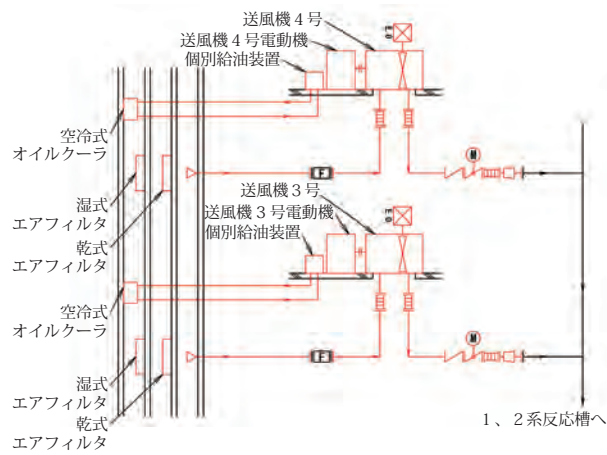 送風機４号
送風機４号電動機
個別給油装置
空冷式
オイルクーラ
F
M
湿式
エアフィルタ
乾式
エアフィルタ
送風機３号
送風機３号電動機
個別給油装置
空冷式
オイルクーラ
F
M
湿式
エアフィルタ
乾式
エアフィルタ
１、２系反応槽へ